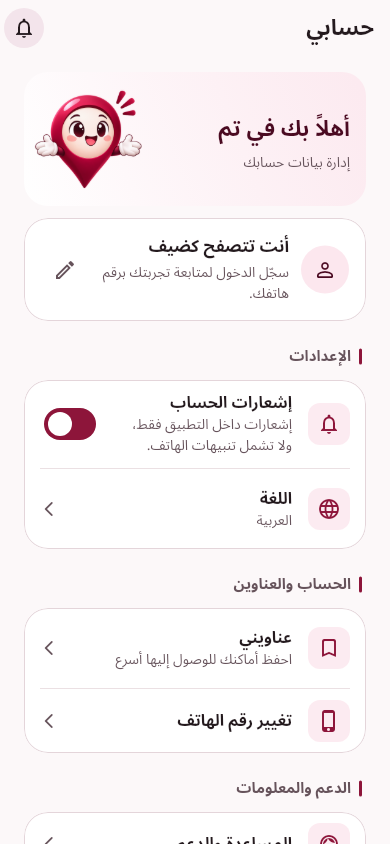 حسابي
أهلاً بك في تم
إدارة بيانات حسابك
أنت تتصفح كضيف
سجّل الدخول لمتابعة تجربتك برقم
هاتفك.
الإعدادات
إشعارات الحساب
إشعارات داخل التطبيق فقط،
ولا تشمل تنبيهات الهاتف.
اللغة
العربية
الحساب والعناوين
عناويني
احفظ أماكنك للوصول إليها أسرع
تغيير رقم الهاتف
الدعم والمعلومات
المساعدة والدعم